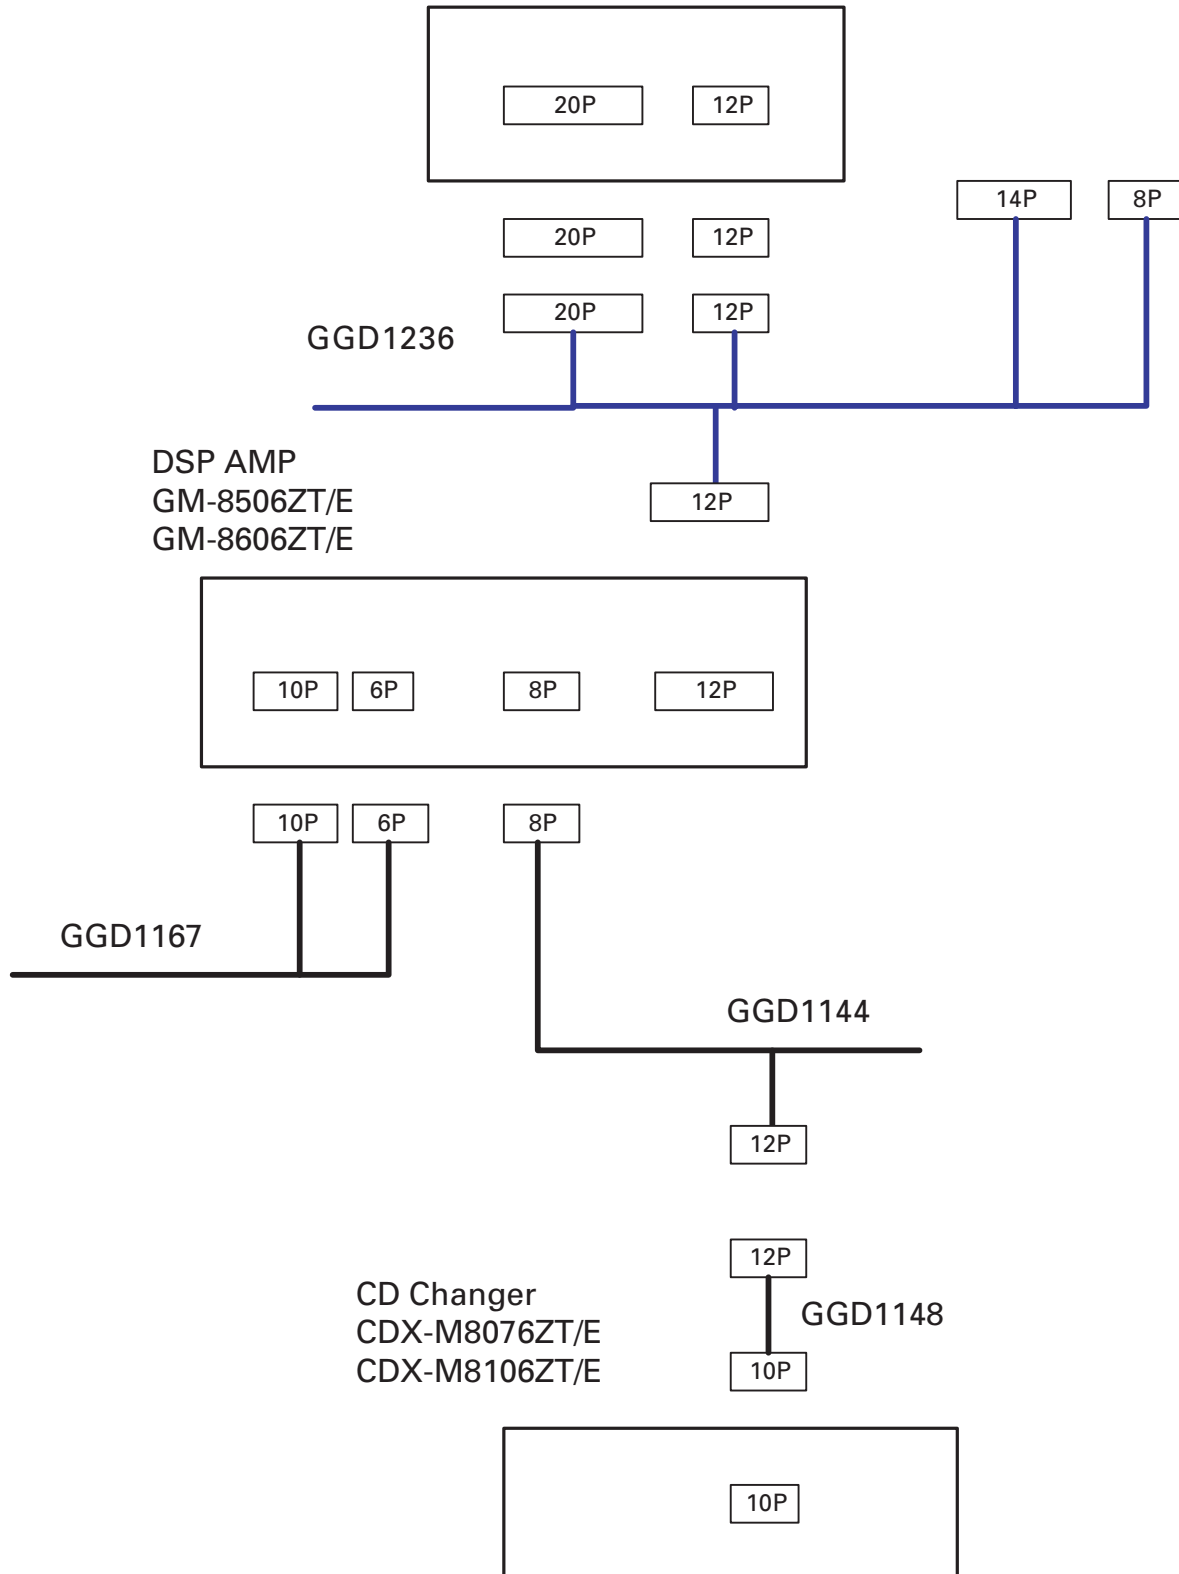 20P 12P
14P 8P
20P 12P
20P 12P
GGD1236
DSP AMP
GM-8506ZT/E
GM-8606ZT/E
12P
10P 6P 8P 12P
10P 6P 8P
GGD1167
GGD1144
12P
12P
CD Changer
CDX-M8076ZT/E
CDX-M8106ZT/E
GGD1148
10P
10P